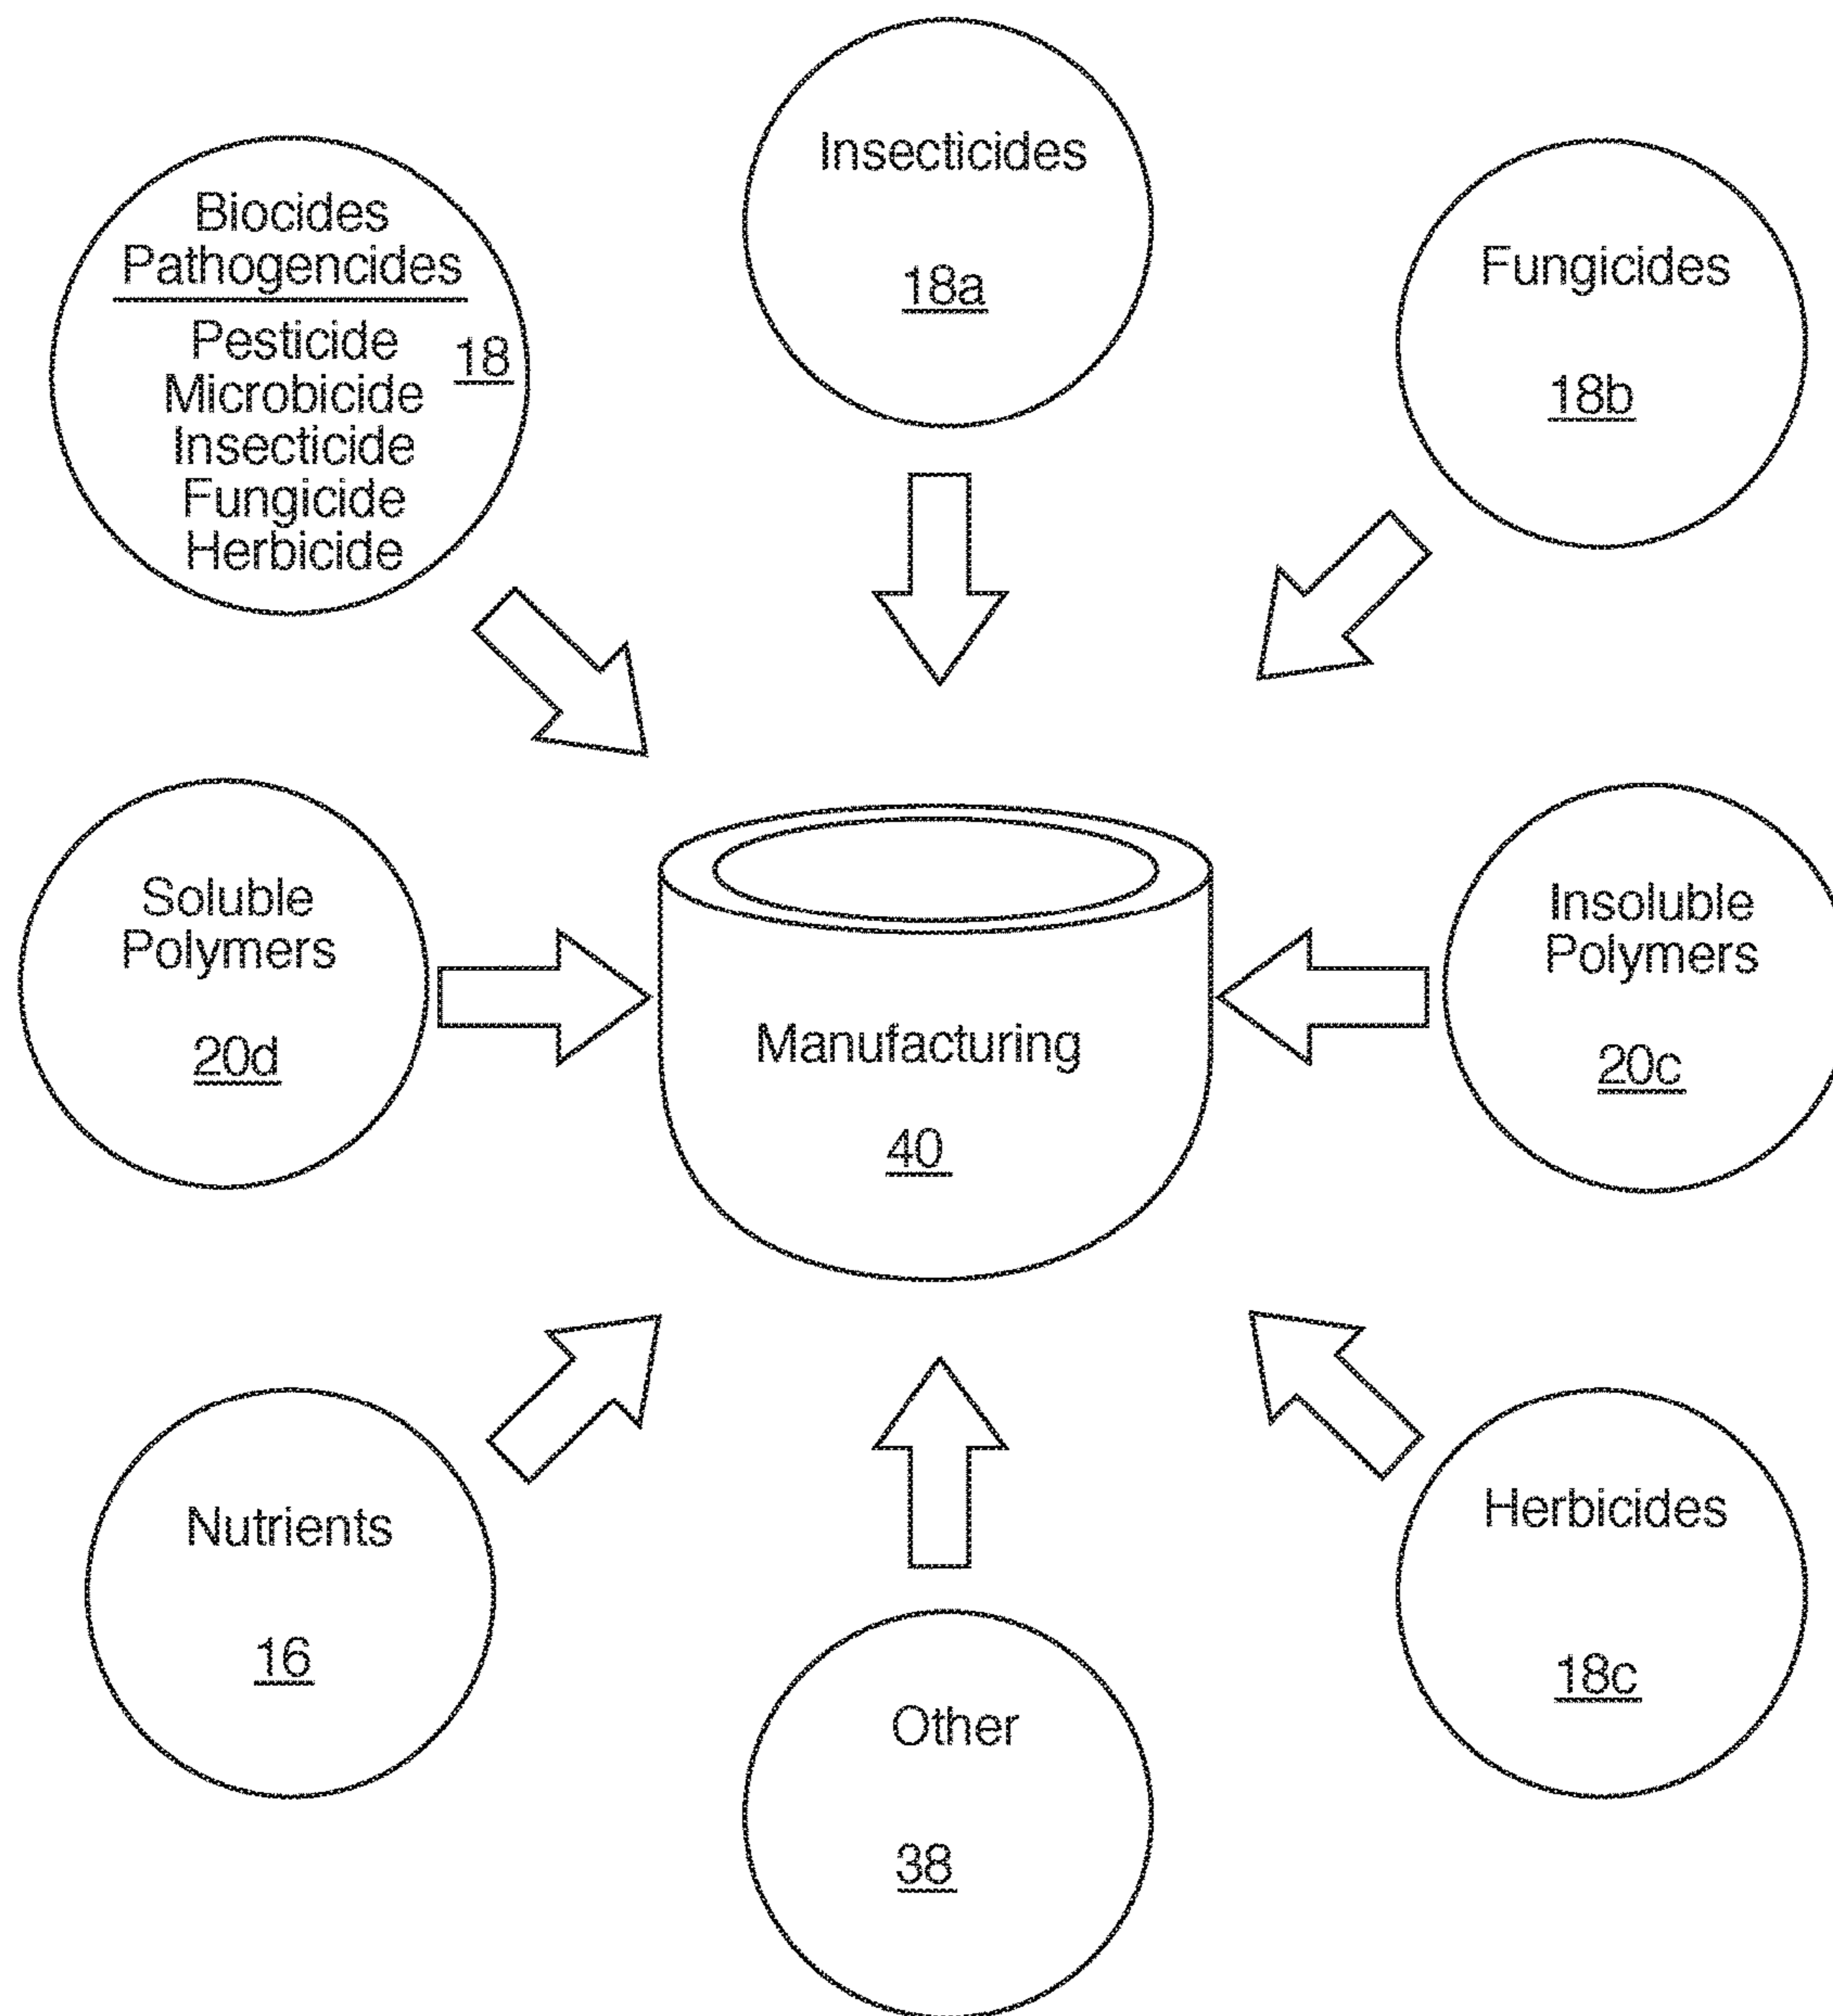 Insecticides
18a
Biocides
Pathogencides
Pesticide
18
Microbicide
Insecticide
Fungicide
Herbicide
Fungicides
18b
Soluble
Polymers
20d
Manufacturing
40
Insoluble
Polymers
20c
Nutrients
16
Other
38
Herbicides
18c